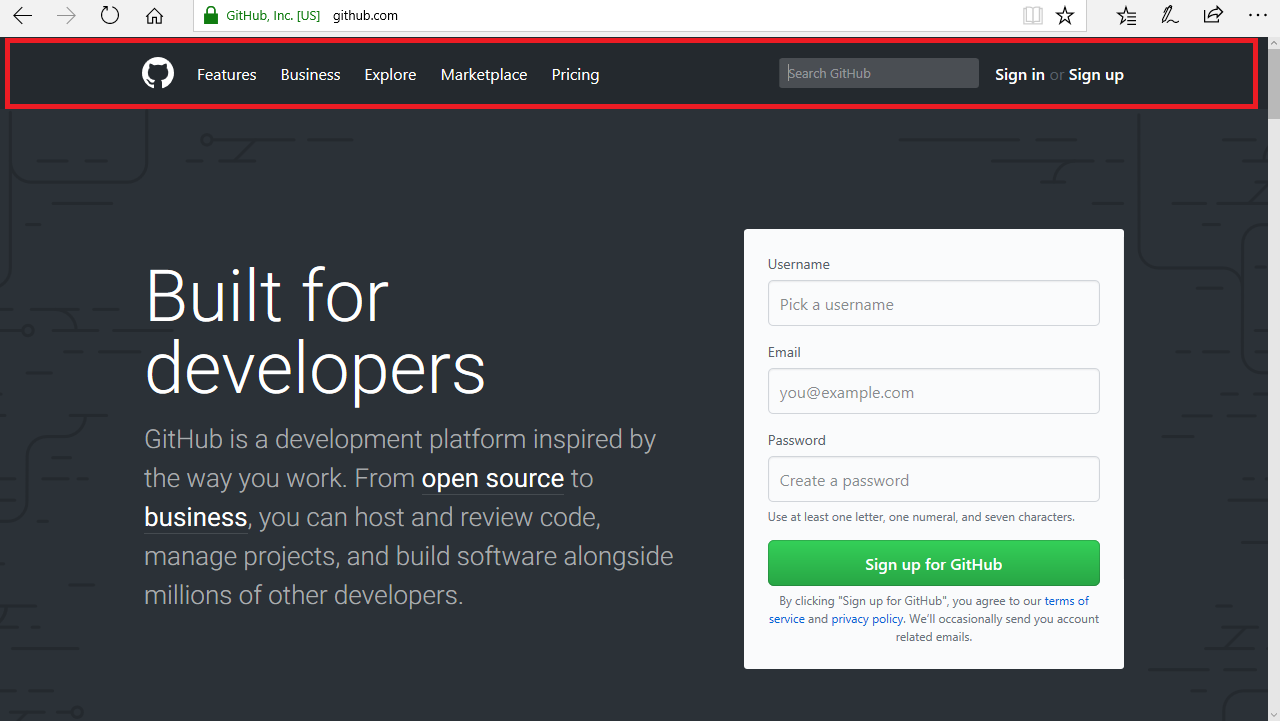 GitHub, Inc. [US] github.com
Features Business Explore Marketplace Pricing Search GitHub Sign in or Sign up
Built for
developers
GitHub is a development platform inspired by
the way you work. From open source to
business, you can host and review code,
manage projects, and build software alongside
millions of other developers.
Username
Pick a username
Email
you@example.com
Password
Create a password
Use at least one letter, one numeral, and seven characters.
Sign up for GitHub
By clicking "Sign up for GitHub", you agree to our terms of
service and privacy policy. We’ll occasionally send you account
related emails.